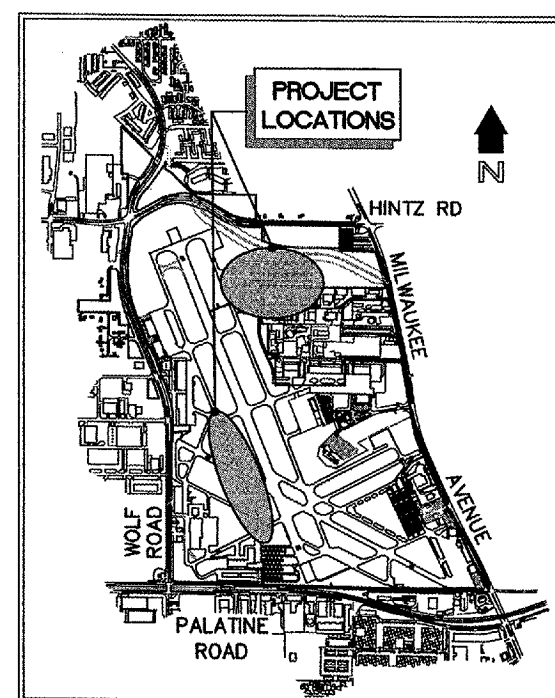 PROJECT
LOCATIONS
N
HINTZ RD
MILWAUKEE
AVENUE
WOLF
ROAD
PALATINE
ROAD